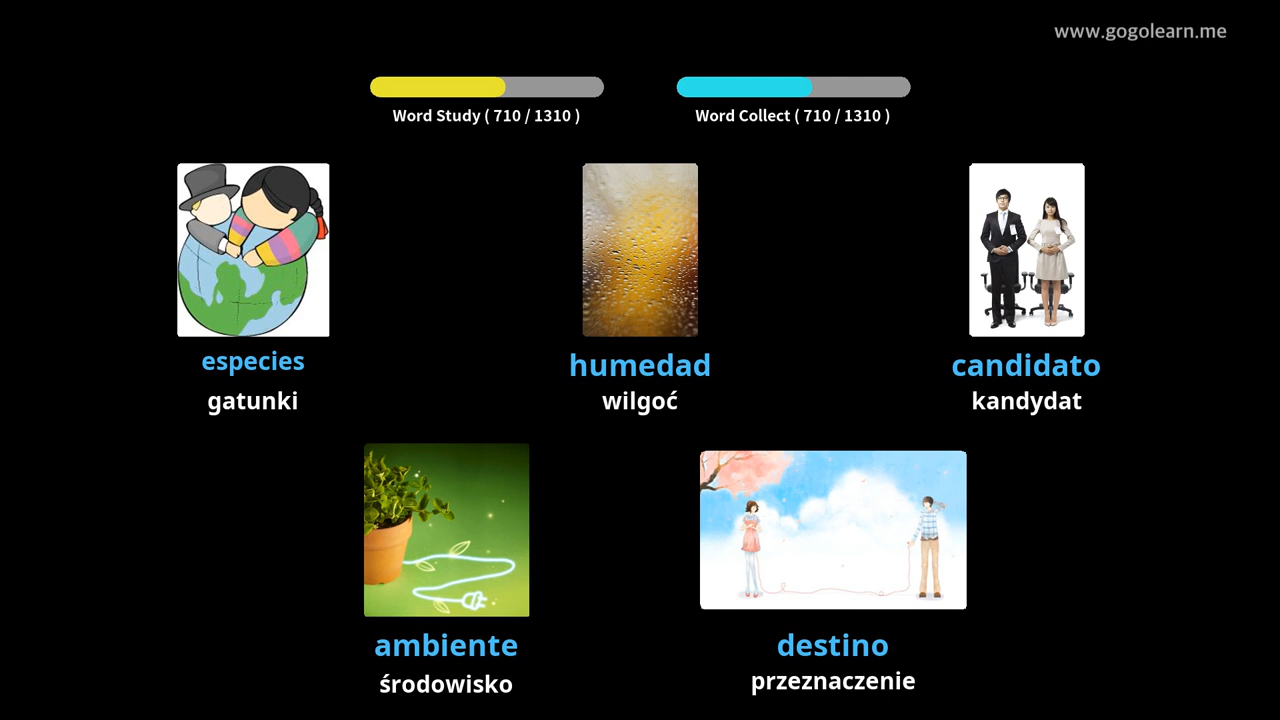 www.gogolearn.me
Word Study ( 710 / 1310 )
Word Collect ( 710 / 1310 )
especies
gatunki
humedad
wilgoć
candidato
kandydat
ambiente
środowisko
destino
przeznaczenie